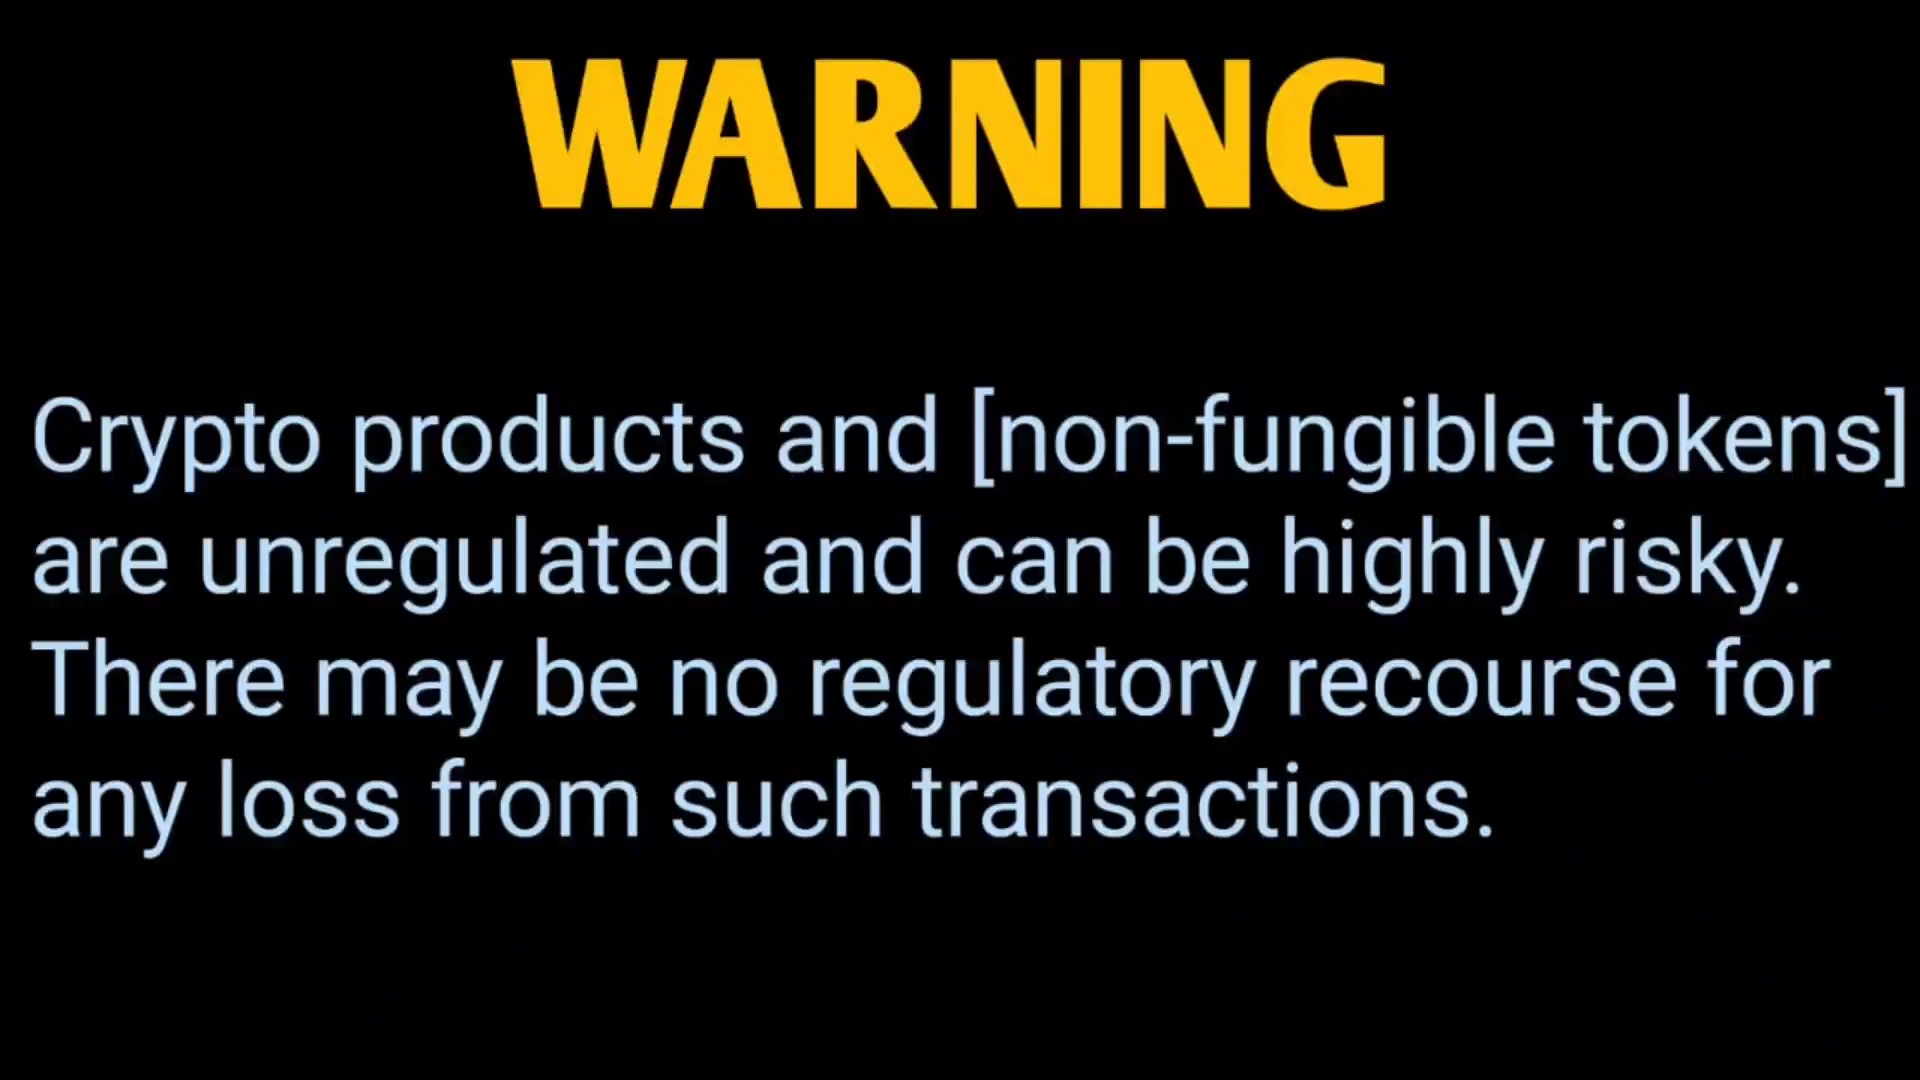 WARNING
Crypto products and [non-fungible tokens]
are unregulated and can be highly risky.
There may be no regulatory recourse for
any loss from such transactions.